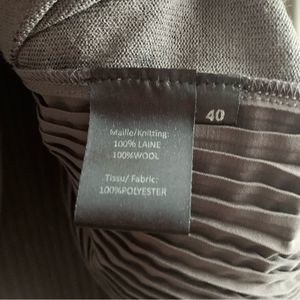 40
Maille/Knitting:
100% LAINE
100%WOOL
Tissu/ Fabric:
100%POLYESTER